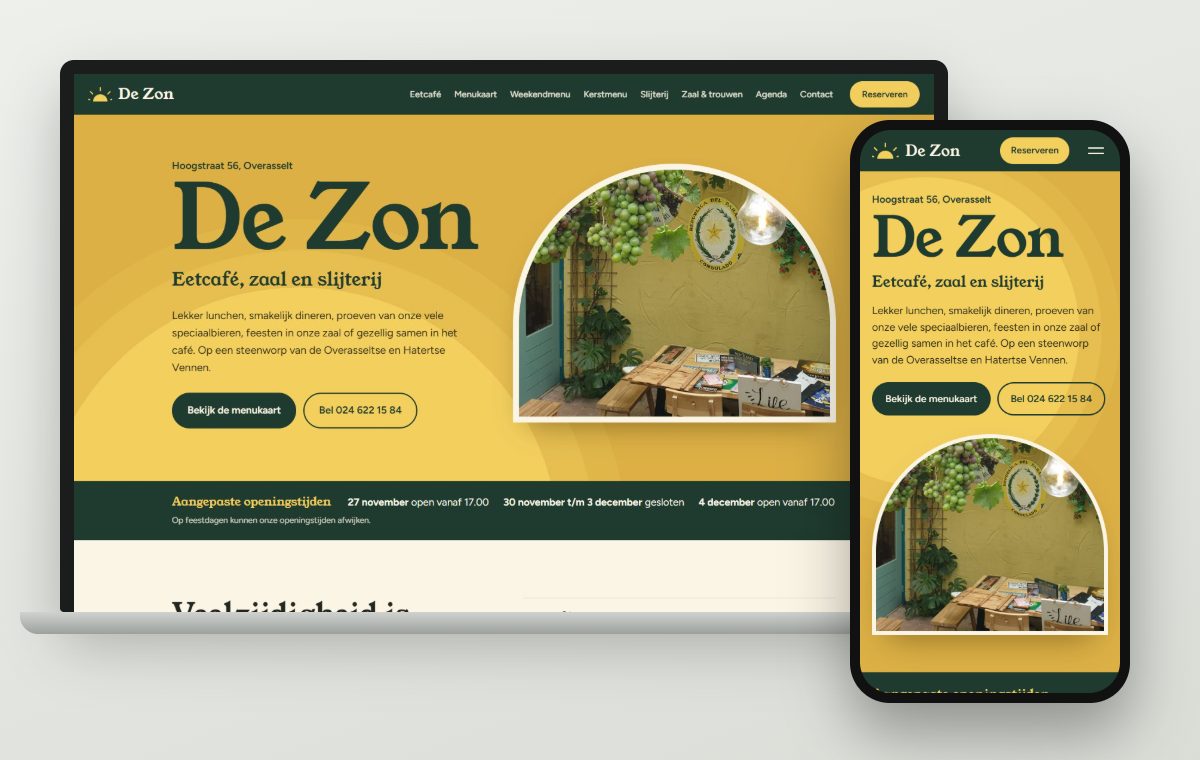 De Zon
Eetcafé Menukaart Weekendmenu Kerstmenu Slijterij Zaal & trouwen Agenda Contact Reserveren
Hoogstraat 56, Overasselt
De Zon
Eetcafé, zaal en slijterij
Lekker lunchen, smakelijk dineren, proeven van onze vele
speciaalbieren, feesten in onze zaal of gezellig samen in het
café. Op een steenworp van de Overasseltse en Hatertse
Vennen.
Bekijk de menukaart Bel 024 622 15 84
Aangepaste openingstijden 27 november open vanaf 17.00 30 november t/m 3 december gesloten 4 december open vanaf 17.00
Op feestdagen kunnen onze openingstijden afwijken.
Veelzijdigheid is
De Zon Reserveren
Hoogstraat 56, Overasselt
De Zon
Eetcafé, zaal en slijterij
Lekker lunchen, smakelijk dineren, proeven van
onze vele speciaalbieren, feesten in onze zaal of
gezellig samen in het café. Op een steenworp
van de Overasseltse en Hatertse Vennen.
Bekijk de menukaart Bel 024 622 15 84
Aangepaste openingstijden